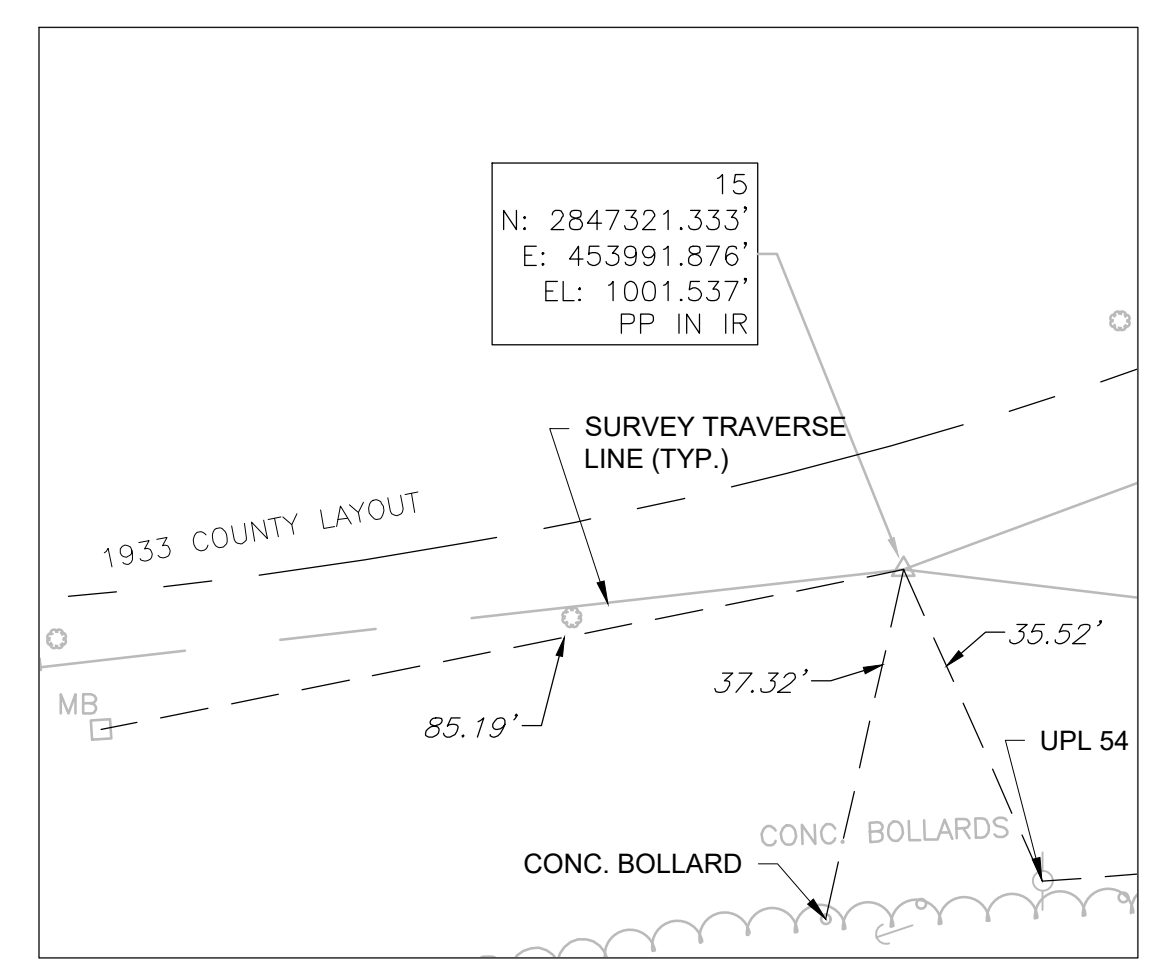 15
N: 2847321.333'
E: 453991.876'
EL: 1001.537'
PP IN IR
SURVEY TRAVERSE
LINE (TYP.)
1933 COUNTY LAYOUT
35.52'
37.32'
MB
85.19'
UPL 54
CONC. BOLLARDS
CONC. BOLLARD